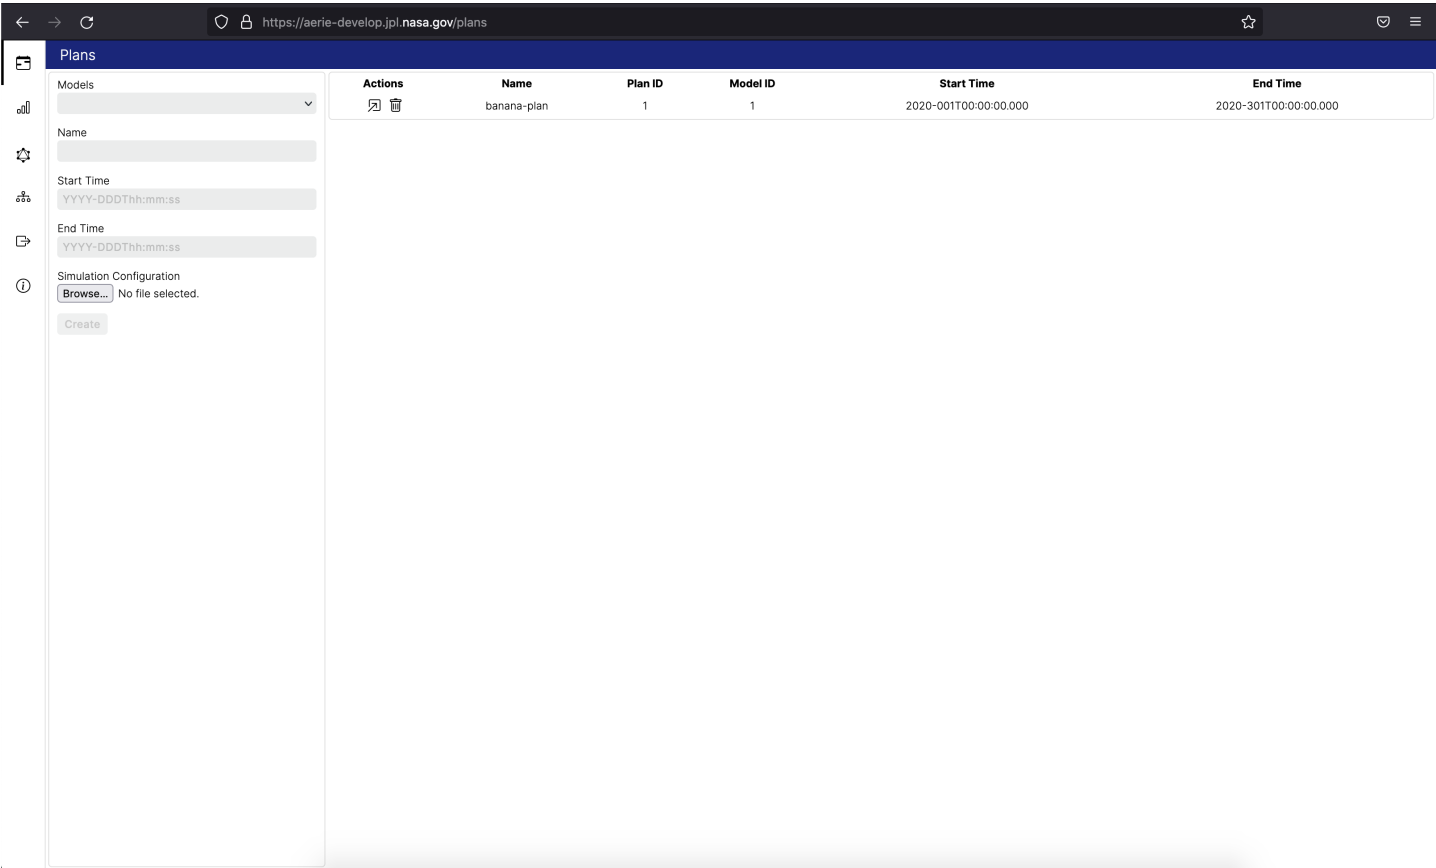 https://aerie-develop.jpl.nasa.gov/plans
Plans
Models
Name
Start Time
YYYY-DDDThh:mm:ss
End Time
YYYY-DDDThh:mm:ss
Simulation Configuration
Browse... No file selected.
Create
Actions Name Plan ID Model ID Start Time End Time
banana-plan 1 1 2020-001T00:00:00.000 2020-301T00:00:00.000